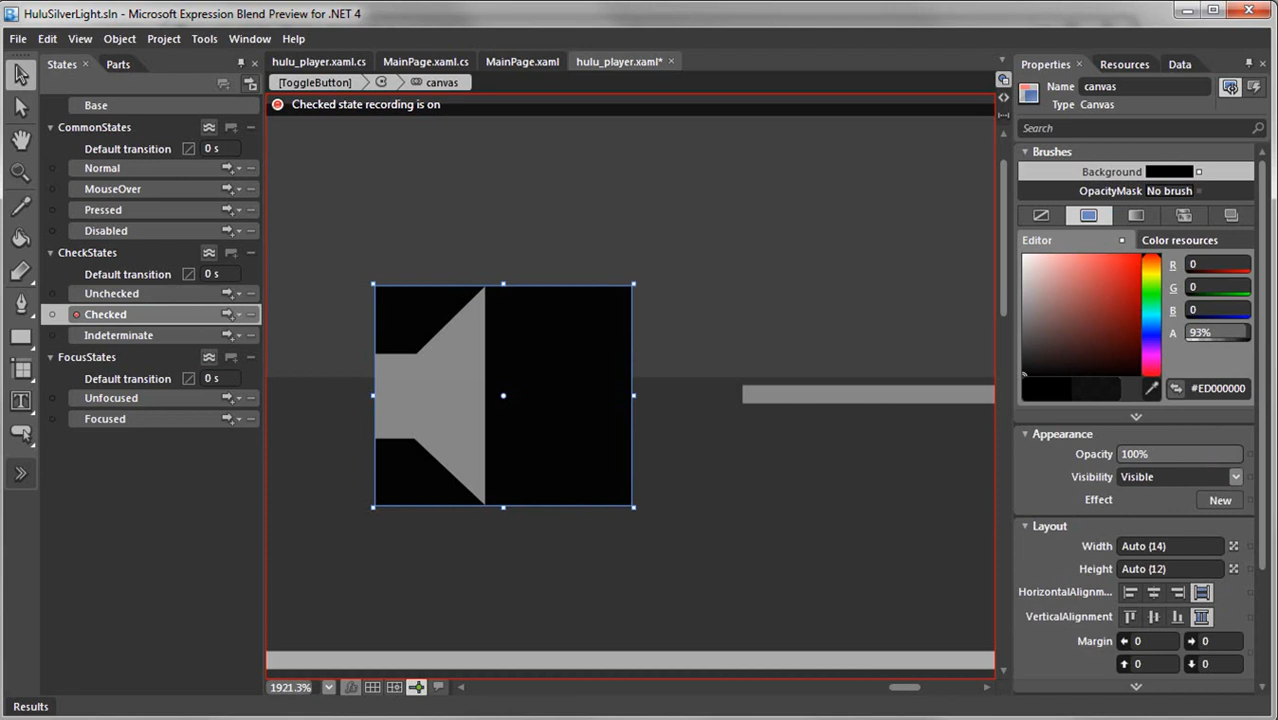 HuluSilverLight.sln - Microsoft Expression Blend Preview for .NET 4
File Edit View Object Project Tools Window Help
States Parts
hulu_player.xaml.cs MainPage.xaml.cs MainPage.xaml hulu_player.xaml*
[ToggleButton] canvas
Checked state recording is on
Base
CommonStates
Default transition 0 s
Normal
MouseOver
Pressed
Disabled
CheckStates
Default transition 0 s
Unchecked
Checked
Indeterminate
FocusStates
Default transition 0 s
Unfocused
Focused
1921.3%
Results
Properties Resources Data
Name canvas
Type Canvas
Search
Brushes
Background
OpacityMask No brush
Editor Color resources
R 0
G 0
B 0
A 93%
#ED000000
Appearance
Opacity 100%
Visibility Visible
Effect New
Layout
Width Auto (14)
Height Auto (12)
HorizontalAlignm...
VerticalAlignment
Margin 0 0
0 0